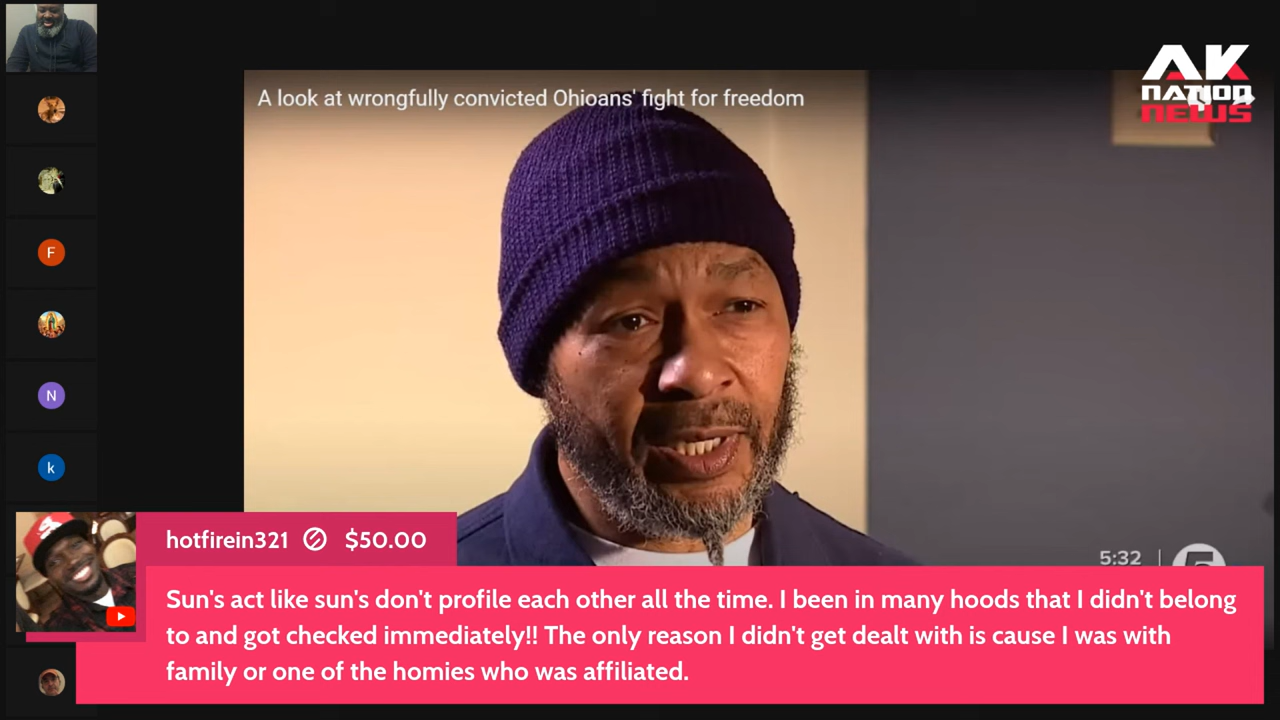 A look at wrongfully convicted Ohioans' fight for freedom
AK
NATION
NEWS
F
N
k
5:32
5
hotfirein321 $50.00
Sun's act like sun's don't profile each other all the time. I been in many hoods that I didn't belong
to and got checked immediately!! The only reason I didn't get dealt with is cause I was with
family or one of the homies who was affiliated.